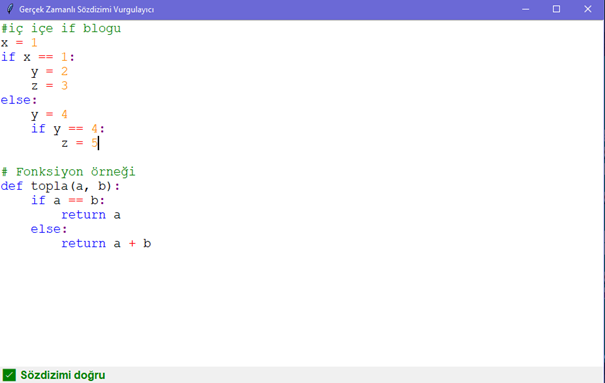 Gerçek Zamanlı Sözdizimi Vurgulayıcı
#iç içe if blogu
x = 1
if x == 1:
    y = 2
    z = 3
else:
    y = 4
    if y == 4:
        z = 5

# Fonksiyon örneği
def topla(a, b):
    if a == b:
        return a
    else:
        return a + b
Sözdizimi doğru